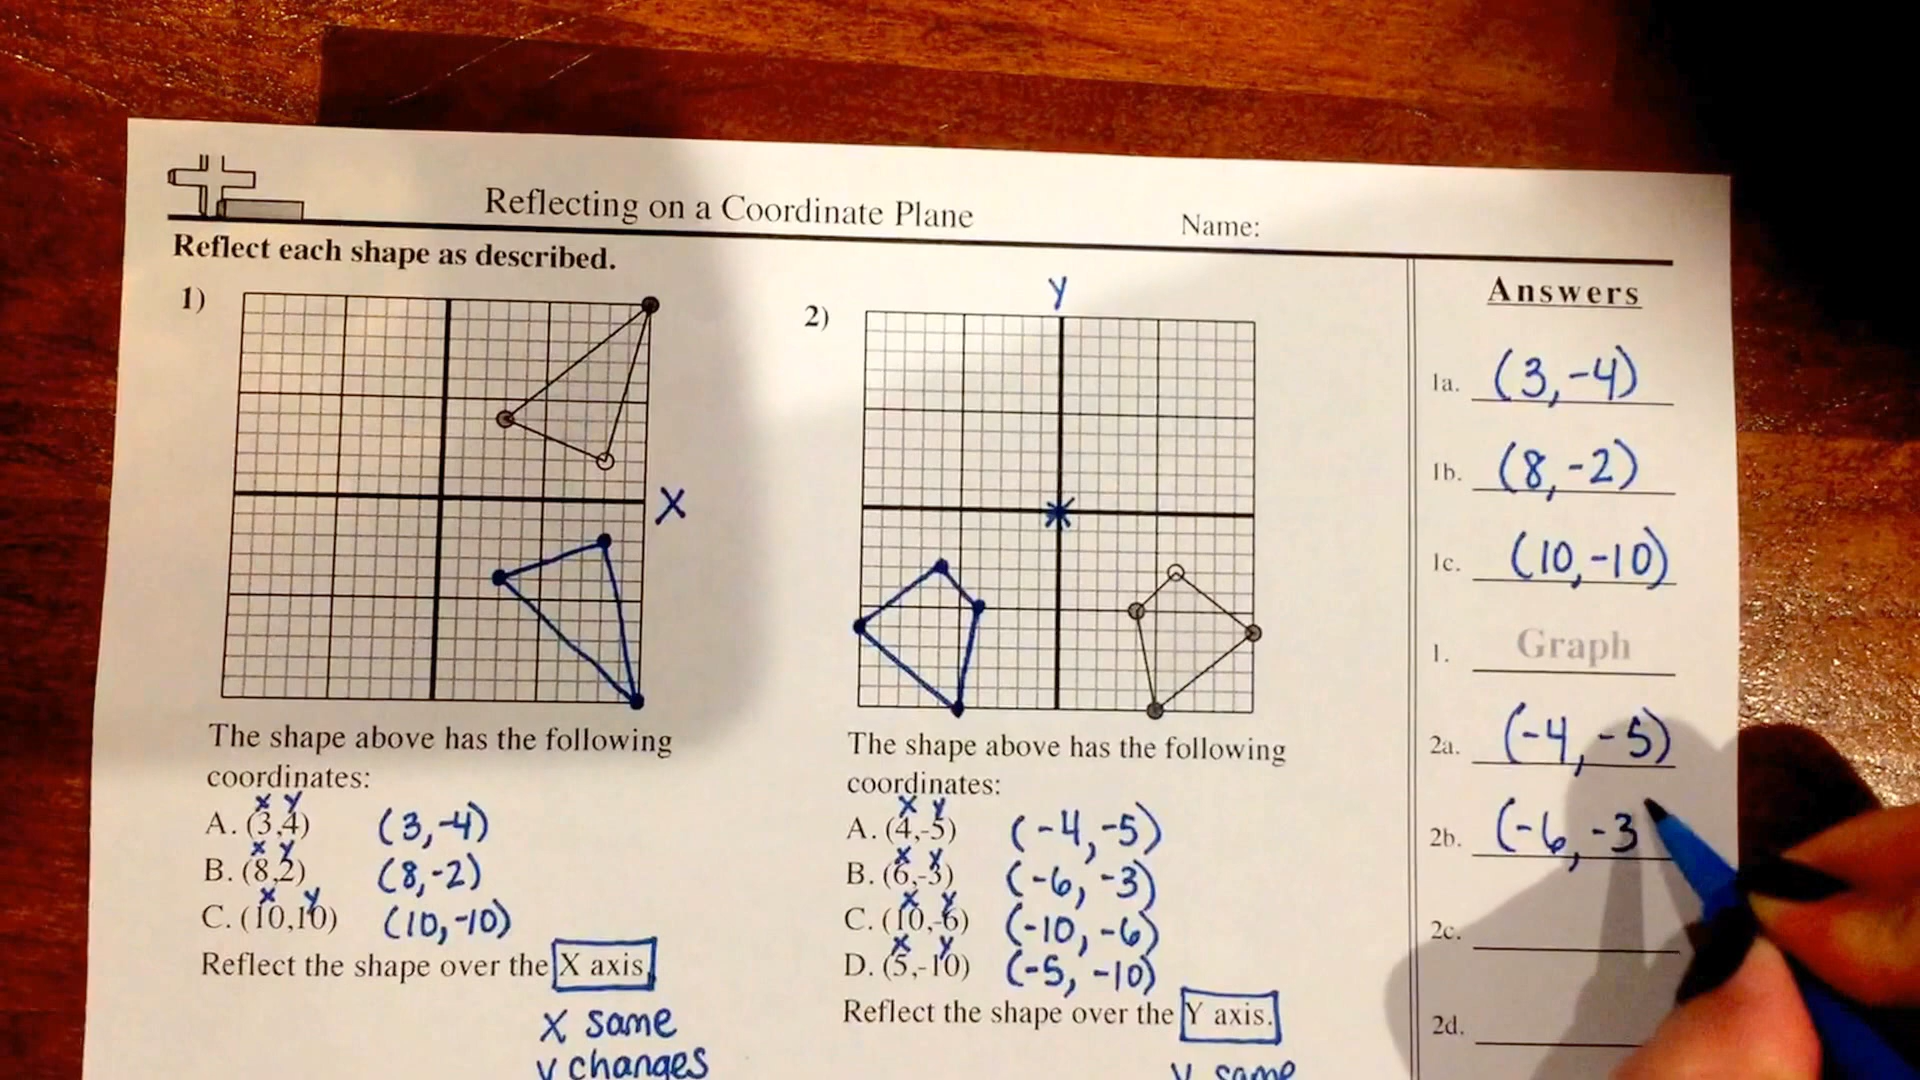 Reflecting on a Coordinate Plane
Name:
Reflect each shape as described.
1)
X
The shape above has the following
coordinates:
x y
A. (3,4) (3,-4)
x y
B. (8,2) (8,-2)
x y
C. (10,10) (10,-10)
Reflect the shape over the X axis.
X same
y changes
2)
Y
The shape above has the following
coordinates:
x y
A. (4,-5) (-4,-5)
x y
B. (6,-3) (-6,-3)
x y
C. (10,-6) (-10,-6)
x y
D. (5,-10) (-5,-10)
Reflect the shape over the Y axis.
y same
Answers
1a. (3,-4)
1b. (8,-2)
1c. (10,-10)
1. Graph
2a. (-4,-5)
2b. (-6,-3
2c.
2d.